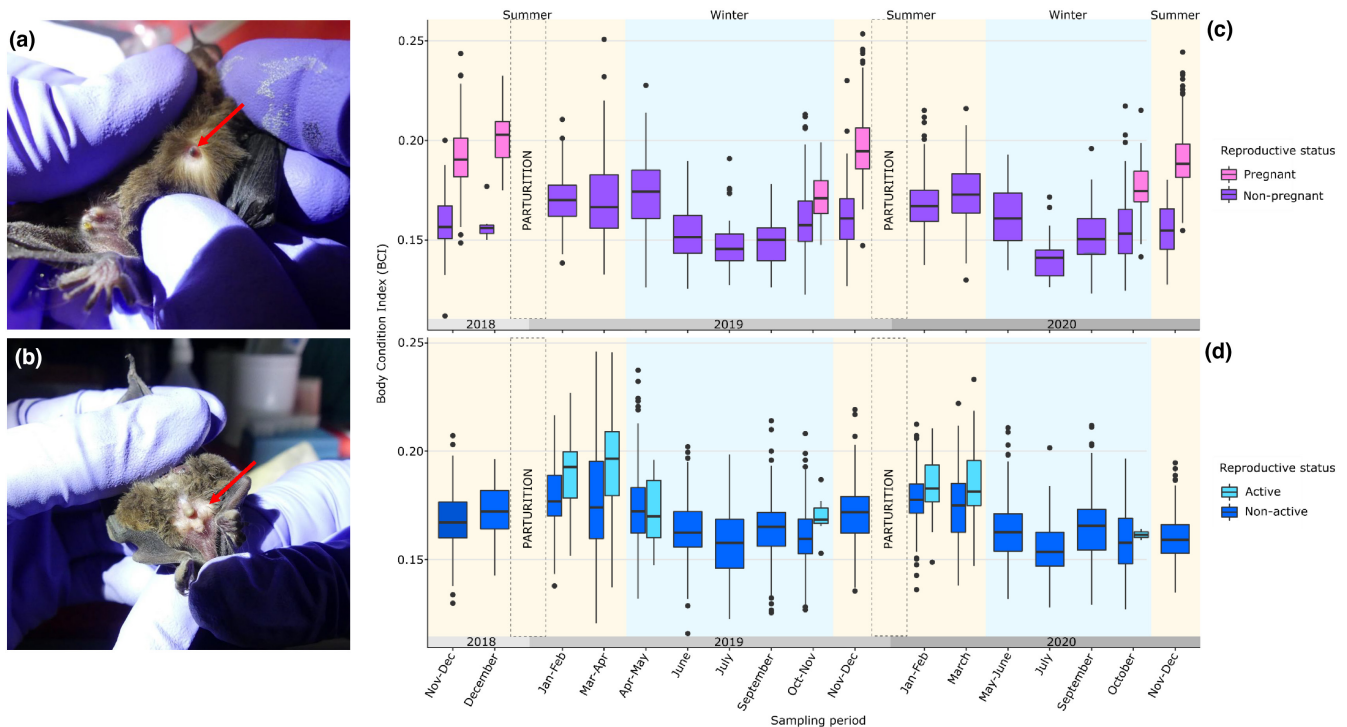 (a)
(b)
Summer Winter Summer Winter Summer
(c)
0.25
0.20
0.15
PARTURITION
PARTURITION
2018 2019 2020
Reproductive status
Pregnant
Non-pregnant
Body Condition Index (BCI)
(d)
0.25
0.20
0.15
PARTURITION
PARTURITION
2018 2019 2020
Reproductive status
Active
Non-active
Nov-Dec
December
Jan-Feb
Mar-Apr
Apr-May
June
July
September
Oct-Nov
Nov-Dec
Jan-Feb
March
May-June
July
September
October
Nov-Dec
Sampling period